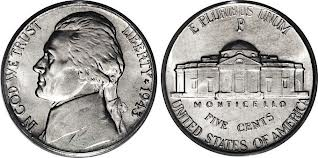 IN GOD WE TRUST
LIBERTY ★ 1943
E PLURIBUS UNUM
P
MONTICELLO
FIVE CENTS
UNITED STATES OF AMERICA